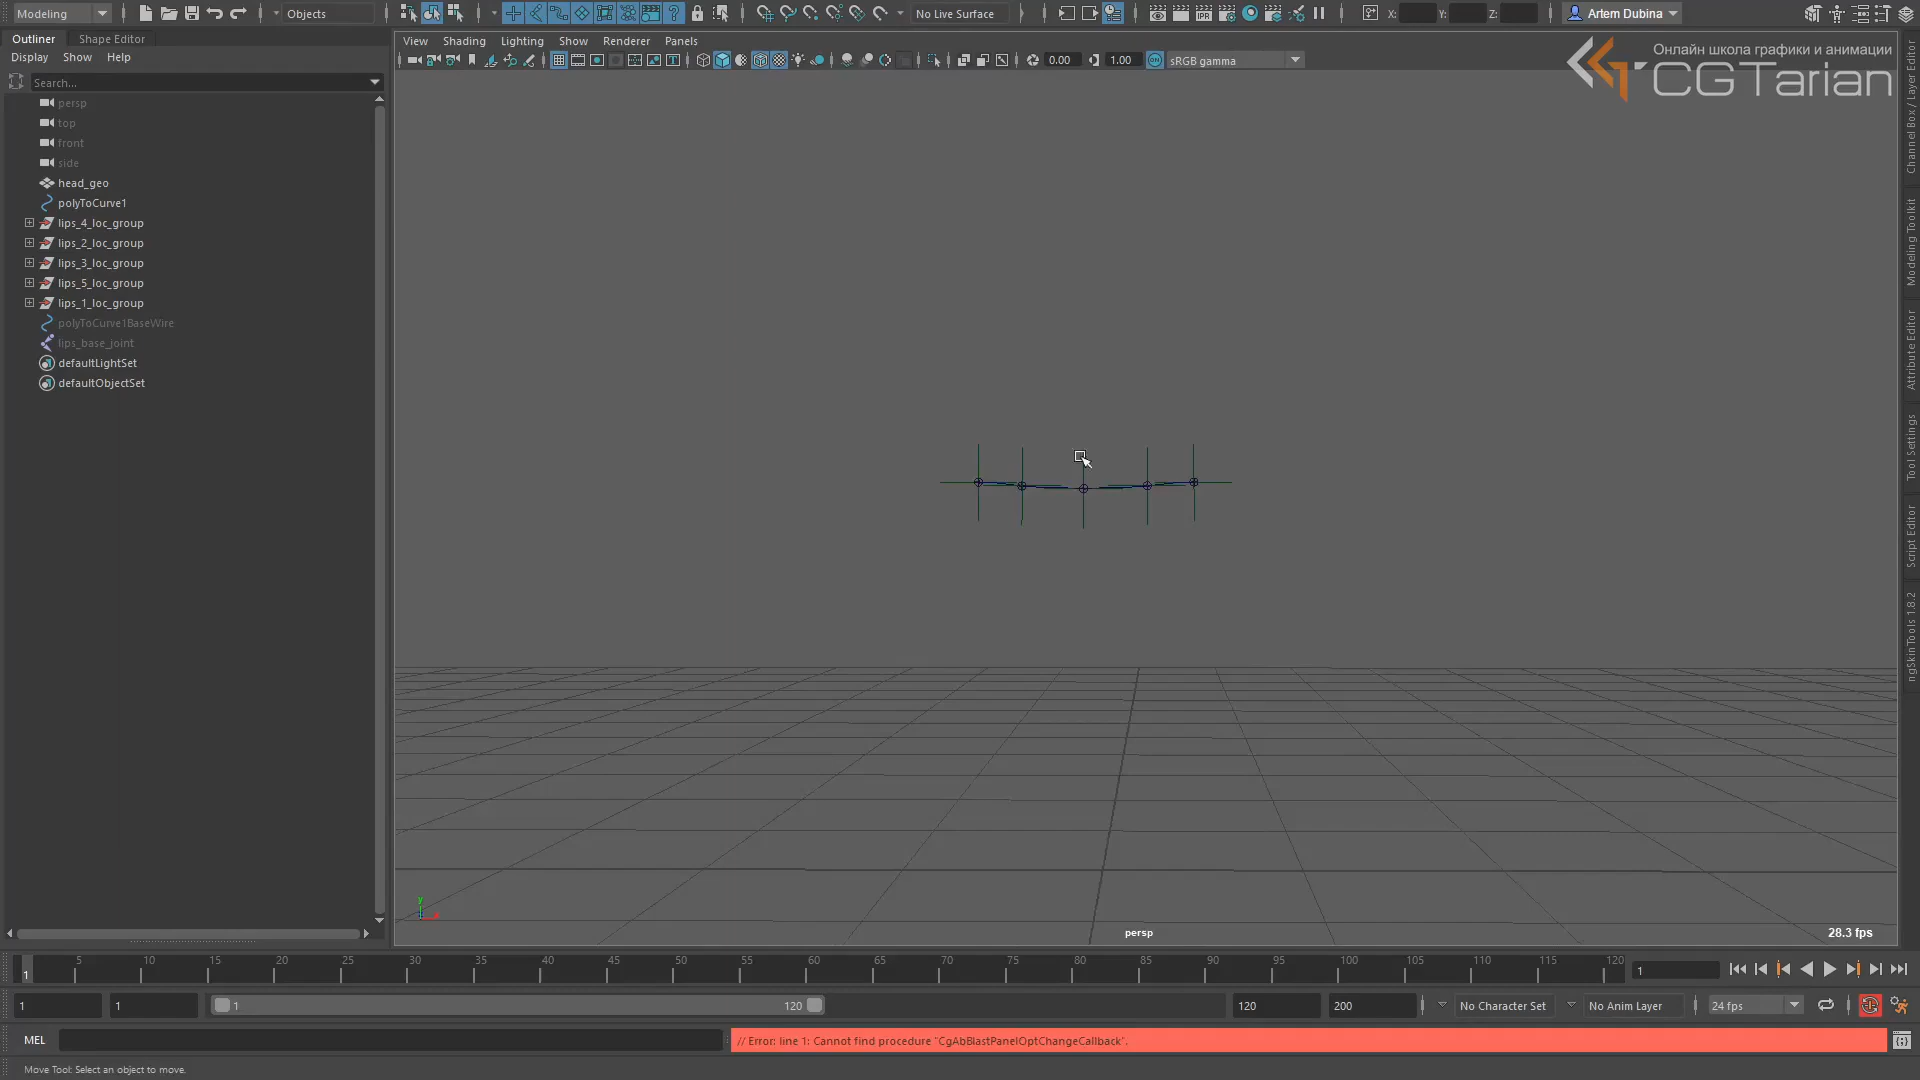 Modeling
Objects
No Live Surface
X:
Y:
Z:
Artem Dubina
Outliner
Shape Editor
Display
Show
Help
Search...
persp
top
front
side
head_geo
polyToCurve1
lips_4_loc_group
lips_2_loc_group
lips_3_loc_group
lips_5_loc_group
lips_1_loc_group
polyToCurve1BaseWire
lips_base_joint
defaultLightSet
defaultObjectSet
View
Shading
Lighting
Show
Renderer
Panels
IPR
0.00
1.00
ON
sRGB gamma
Онлайн школа графики и анимации
CGTarian
Channel Box / Layer Editor
Modeling Toolkit
Attribute Editor
Tool Settings
Script Editor
ngSkinTools 1.8.2
y
persp
28.3 fps
1
5
10
15
20
25
30
35
40
45
50
55
60
65
70
75
80
85
90
95
100
105
110
115
120
1
1
1
1
120
120
200
No Character Set
No Anim Layer
24 fps
MEL
// Error: line 1: Cannot find procedure "CgAbBlastPanelOptChangeCallback".
Move Tool: Select an object to move.